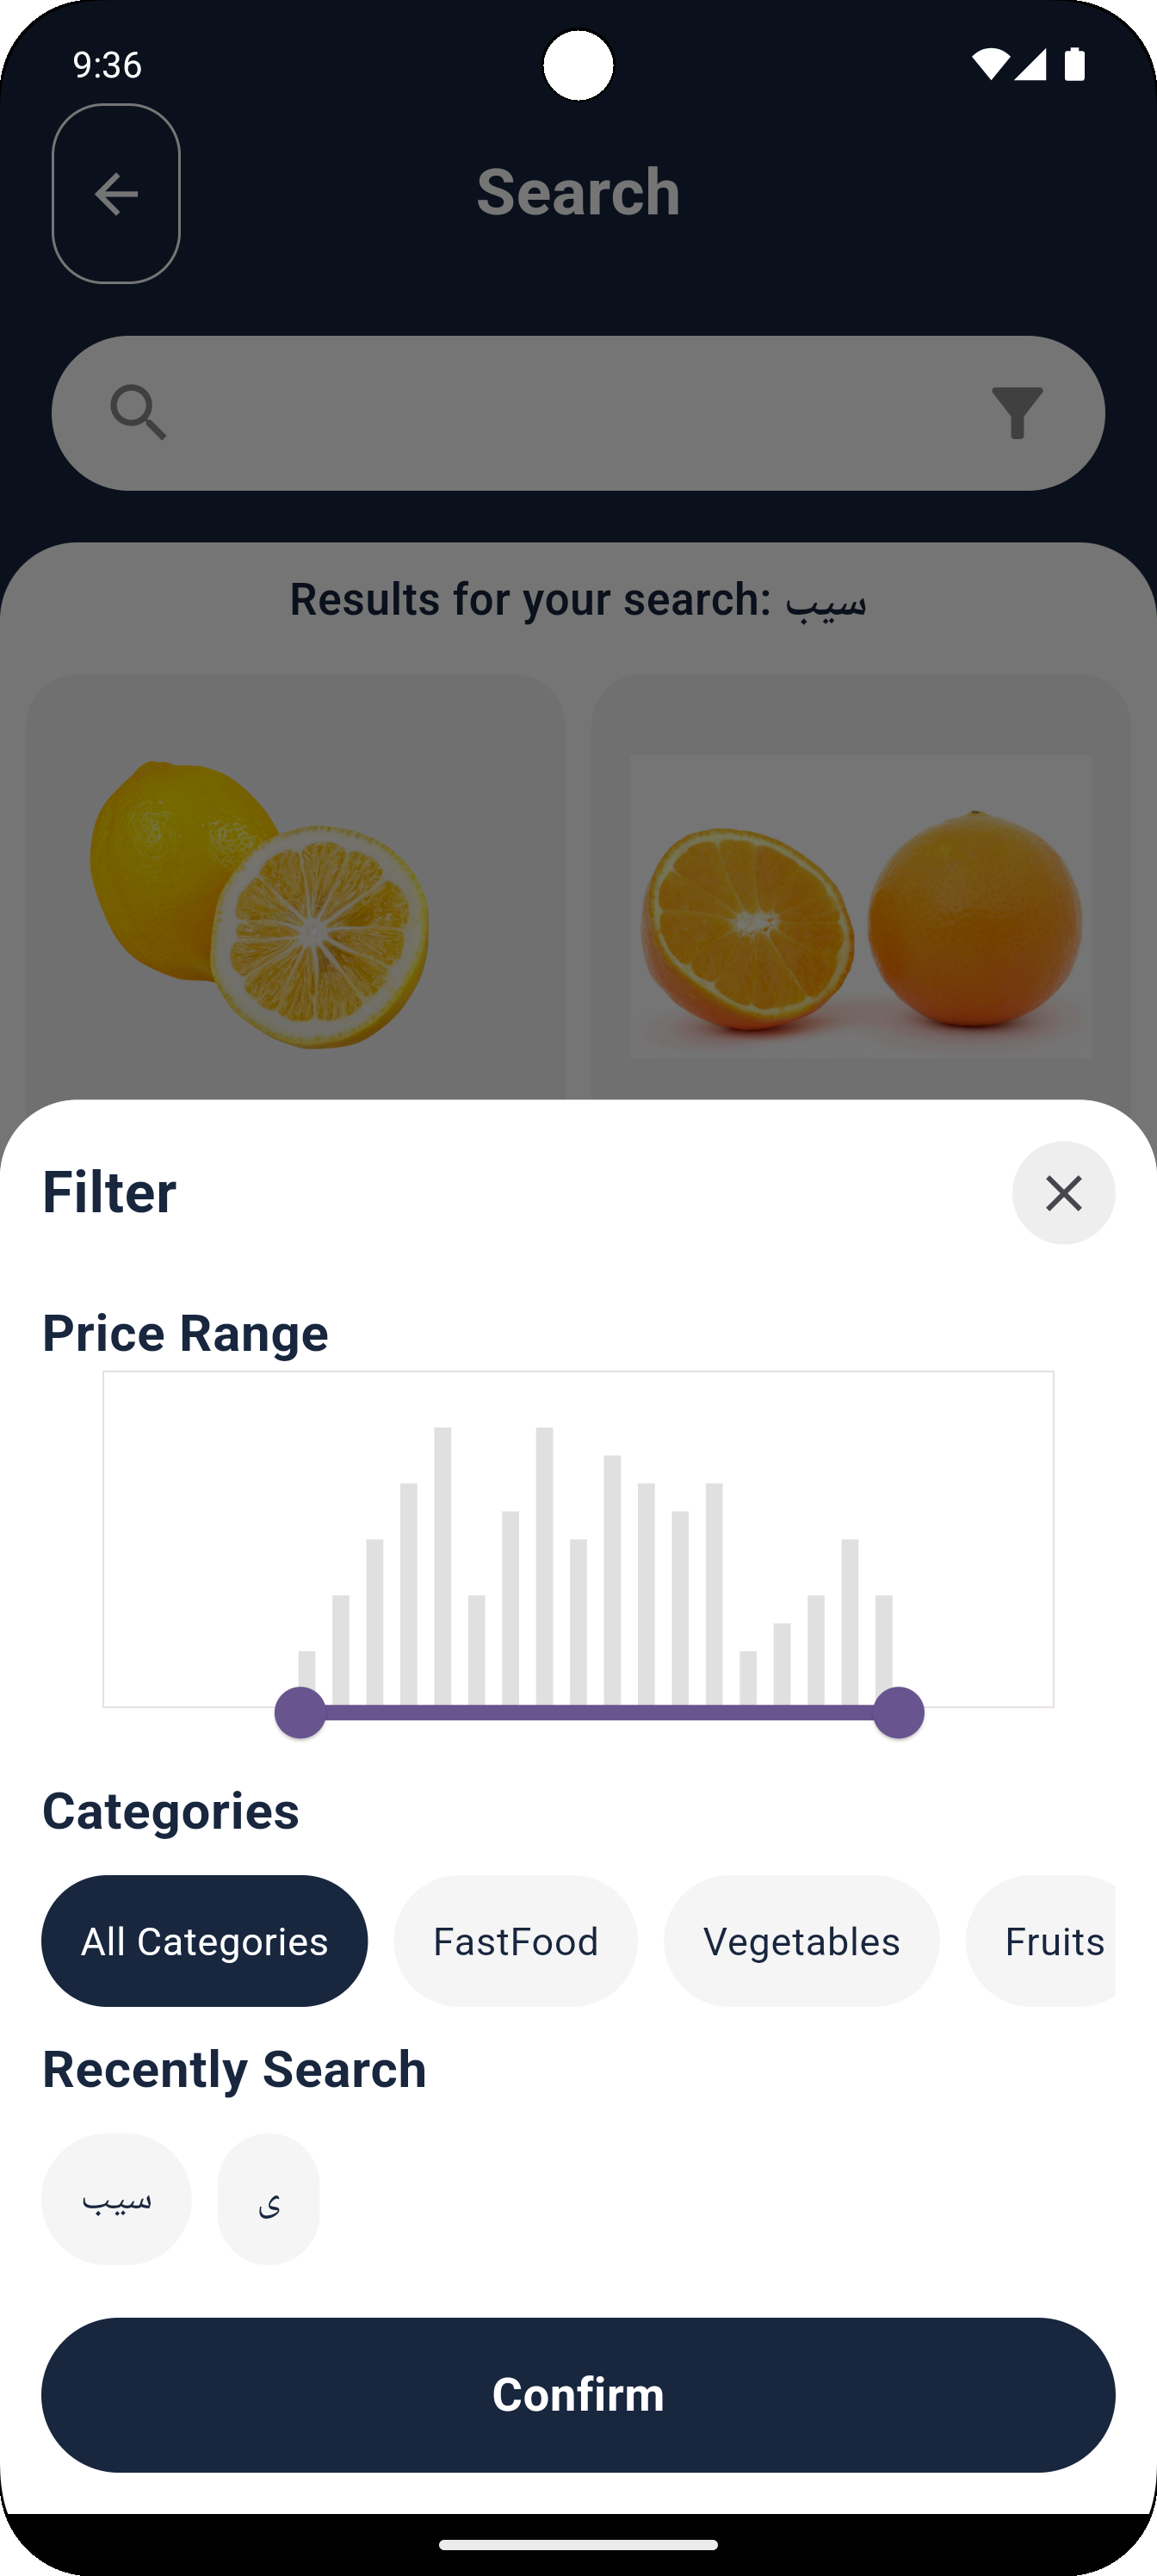 9:36
Search
Results for your search: سیب
Filter
Price Range
Categories
All Categories FastFood Vegetables Fruits
Recently Search
سیب ی
Confirm